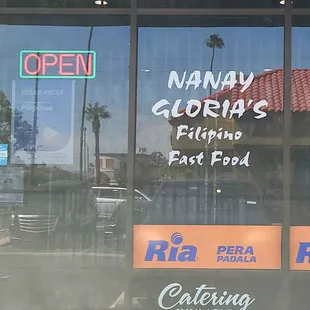 OPEN
NANAY
GLORIA'S
Filipino
Fast Food
Ria
PERA
PADALA
R
Catering